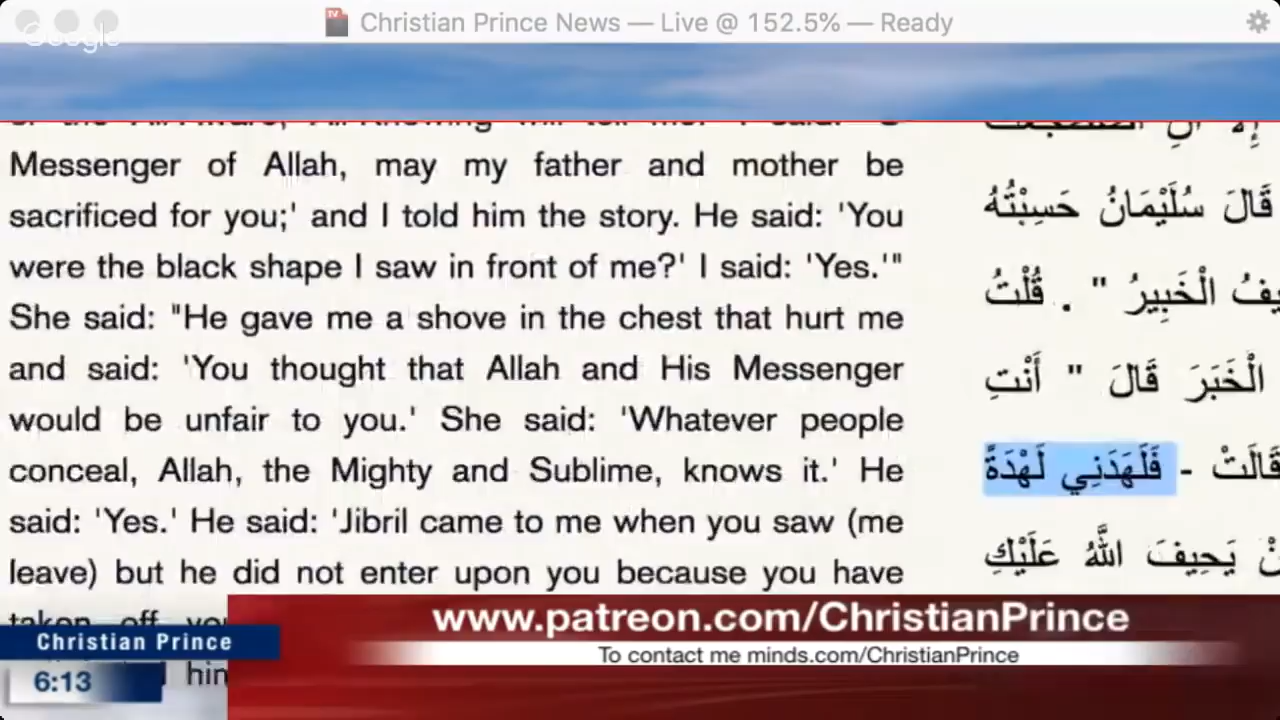 Christian Prince News — Live @ 152.5% — Ready
Google
Messenger of Allah, may my father and mother be
sacrificed for you;' and I told him the story. He said: 'You
were the black shape I saw in front of me?' I said: 'Yes.'"
She said: "He gave me a shove in the chest that hurt me
and said: 'You thought that Allah and His Messenger
would be unfair to you.' She said: 'Whatever people
conceal, Allah, the Mighty and Sublime, knows it.' He
said: 'Yes.' He said: 'Jibril came to me when you saw (me
leave) but he did not enter upon you because you have
قَالَ سُلَيْمَانُ حَسِبْتُهُ
الْخَبِيرُ " . قُلْتُ
الْخَبَرَ قَالَ " أَنْتِ
قَالَتْ - فَلَهَدَنِي لَهْدَةً
يَحِيفَ اللَّهُ عَلَيْكِ
www.patreon.com/ChristianPrince
To contact me minds.com/ChristianPrince
Christian Prince
6:13